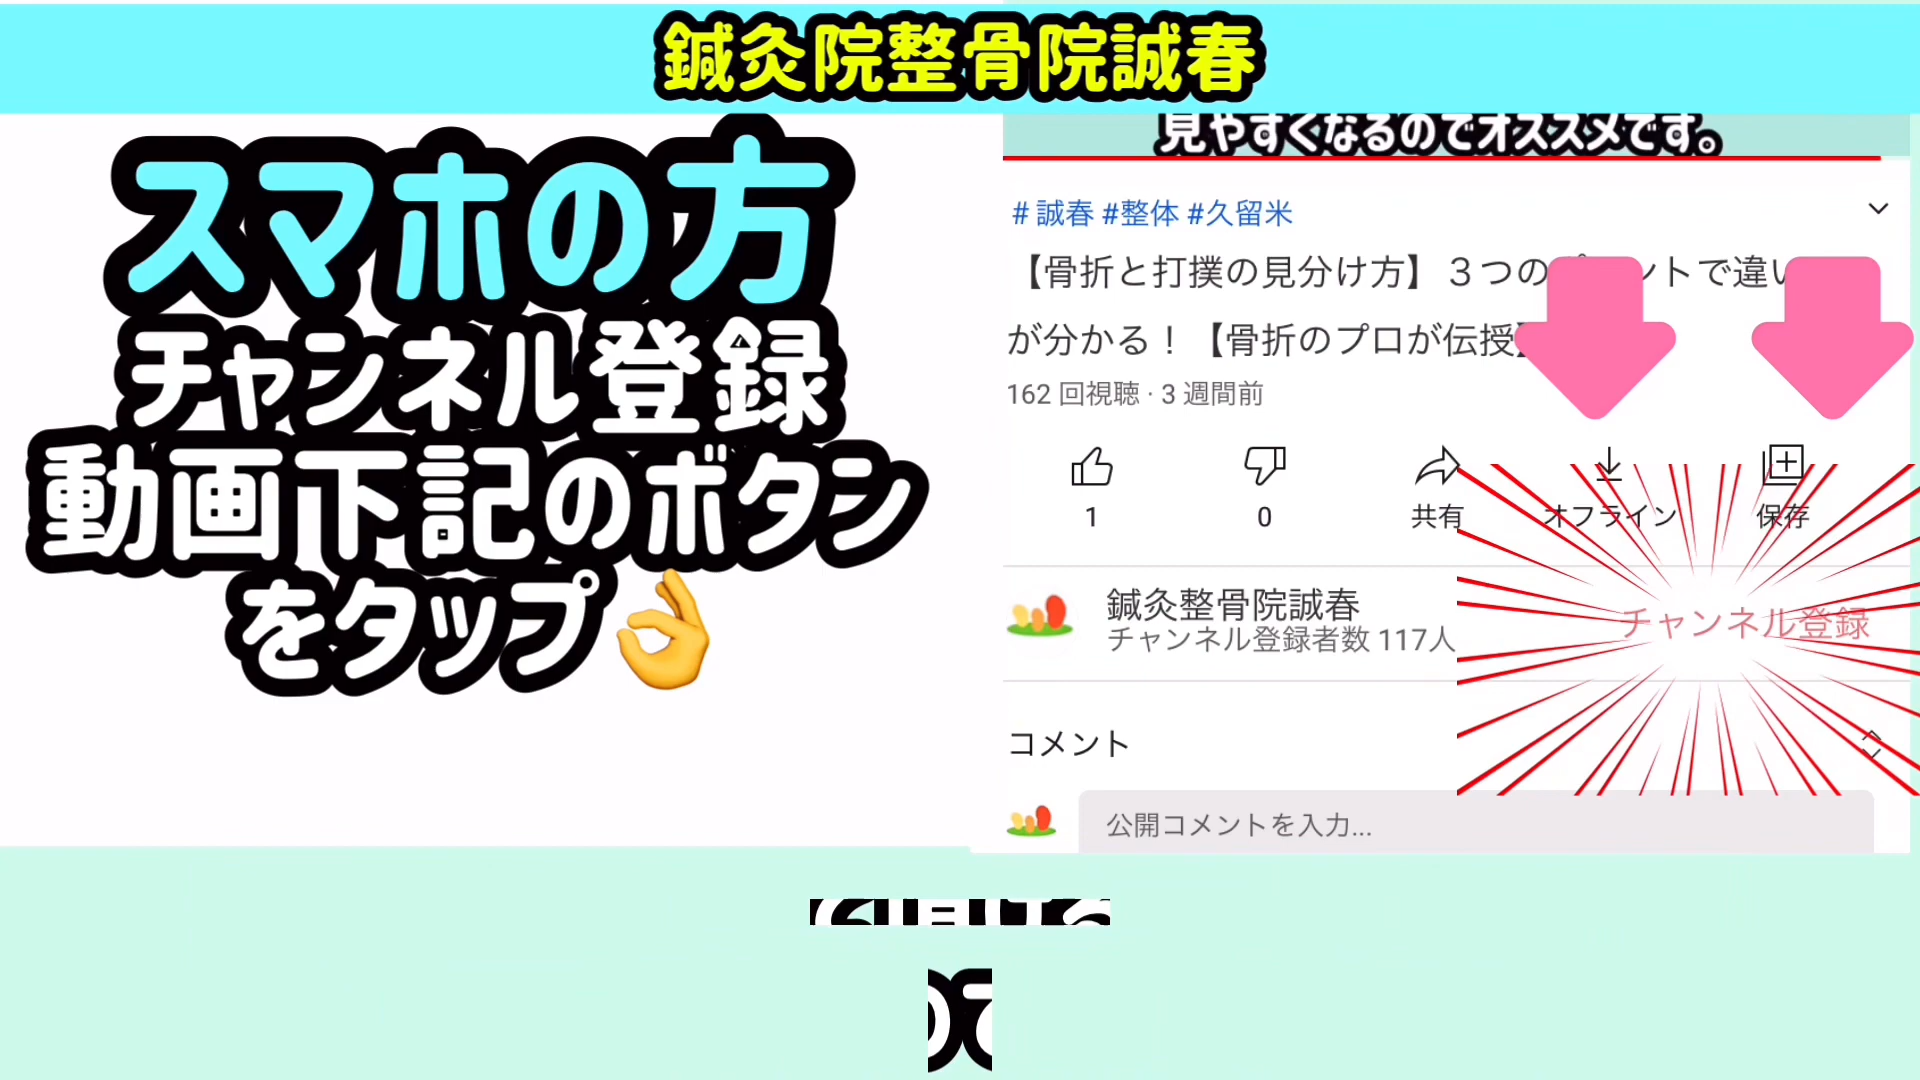 鍼灸院整骨院誠春
スマホの方
チャンネル登録
動画下記のボタン
をタップ👌
見やすくなるのでオススメです。
#誠春 #整体 #久留米
【骨折と打撲の見分け方】３つのポイントで違い
が分かる！【骨折のプロが伝授】
162 回視聴 · 3 週間前
1
0
共有
オフライン
保存
鍼灸整骨院誠春
チャンネル登録者数 117人
チャンネル登録
コメント
公開コメントを入力...